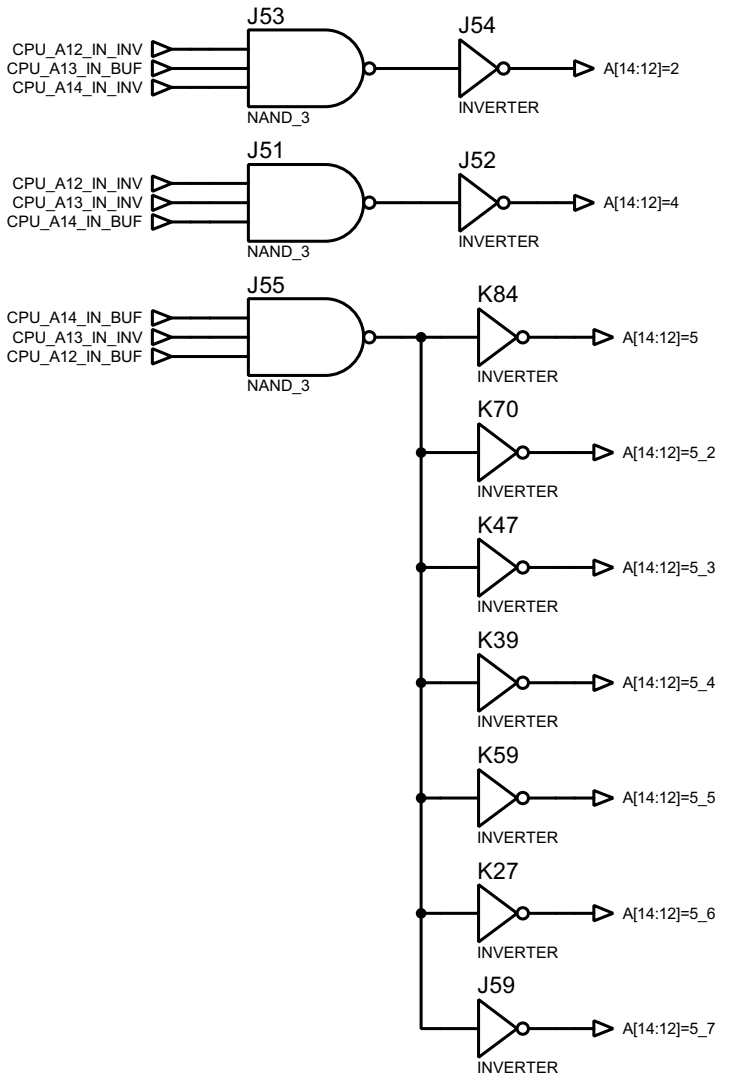 J53
J54
CPU_A12_IN_INV
CPU_A13_IN_BUF
CPU_A14_IN_INV
A[14:12]=2
NAND_3
INVERTER
J51
J52
CPU_A12_IN_INV
CPU_A13_IN_INV
CPU_A14_IN_BUF
A[14:12]=4
NAND_3
INVERTER
J55
K84
CPU_A14_IN_BUF
CPU_A13_IN_INV
CPU_A12_IN_BUF
A[14:12]=5
NAND_3
INVERTER
K70
A[14:12]=5_2
INVERTER
K47
A[14:12]=5_3
INVERTER
K39
A[14:12]=5_4
INVERTER
K59
A[14:12]=5_5
INVERTER
K27
A[14:12]=5_6
INVERTER
J59
A[14:12]=5_7
INVERTER